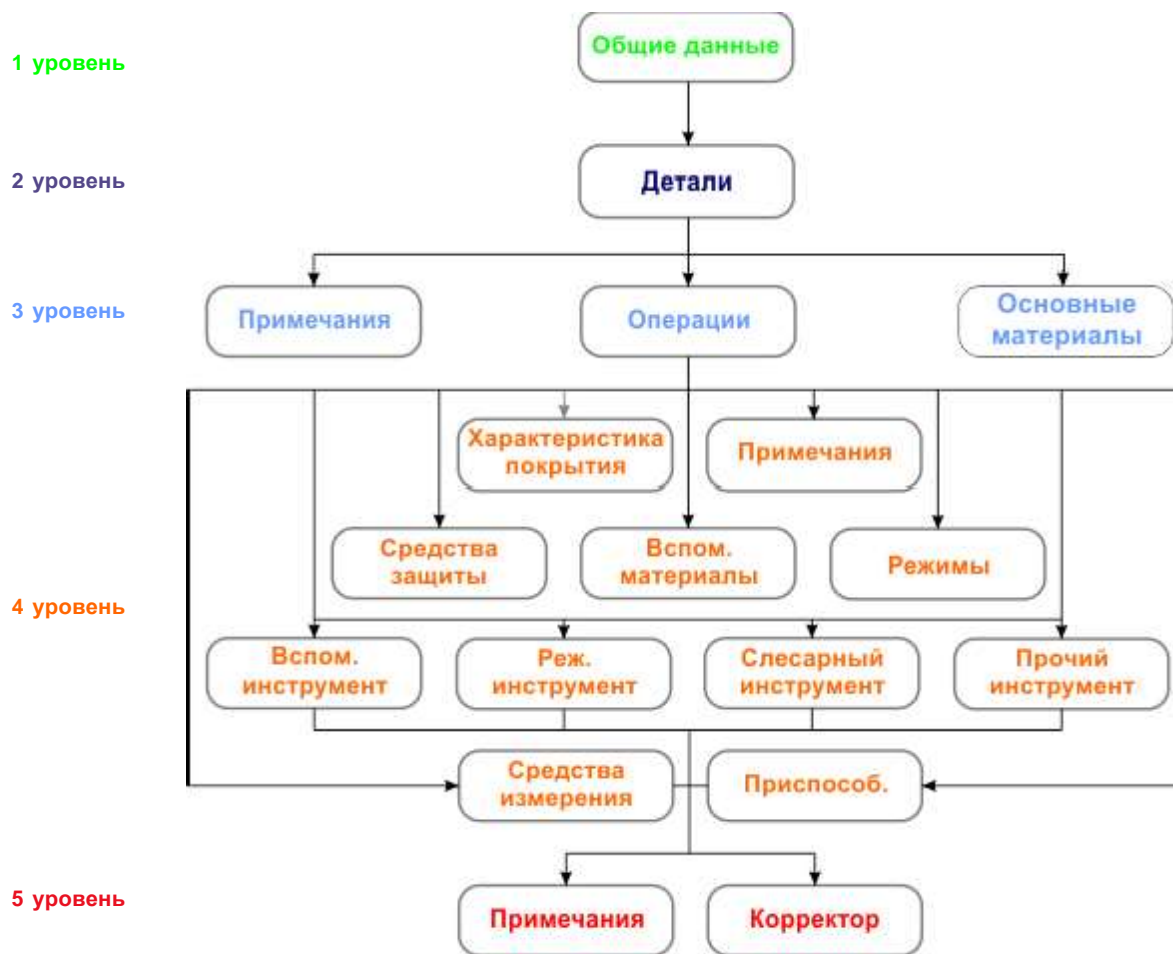 1 уровень
Общие данные
2 уровень
Детали
3 уровень
Примечания
Операции
Основные
материалы
Характеристика
покрытия
Примечания
Средства
защиты
Вспом.
материалы
Режимы
4 уровень
Вспом.
инструмент
Реж.
инструмент
Слесарный
инструмент
Прочий
инструмент
Средства
измерения
Приспособ.
5 уровень
Примечания
Корректор